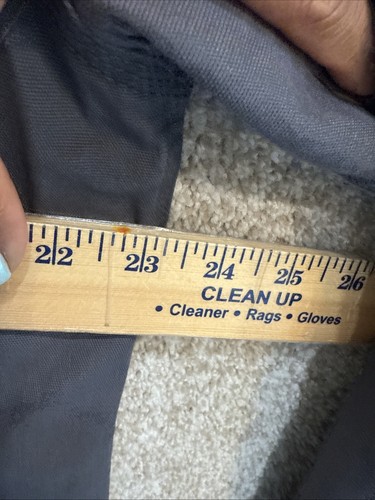 22 23 24 25 26
CLEAN UP
• Cleaner • Rags • Gloves